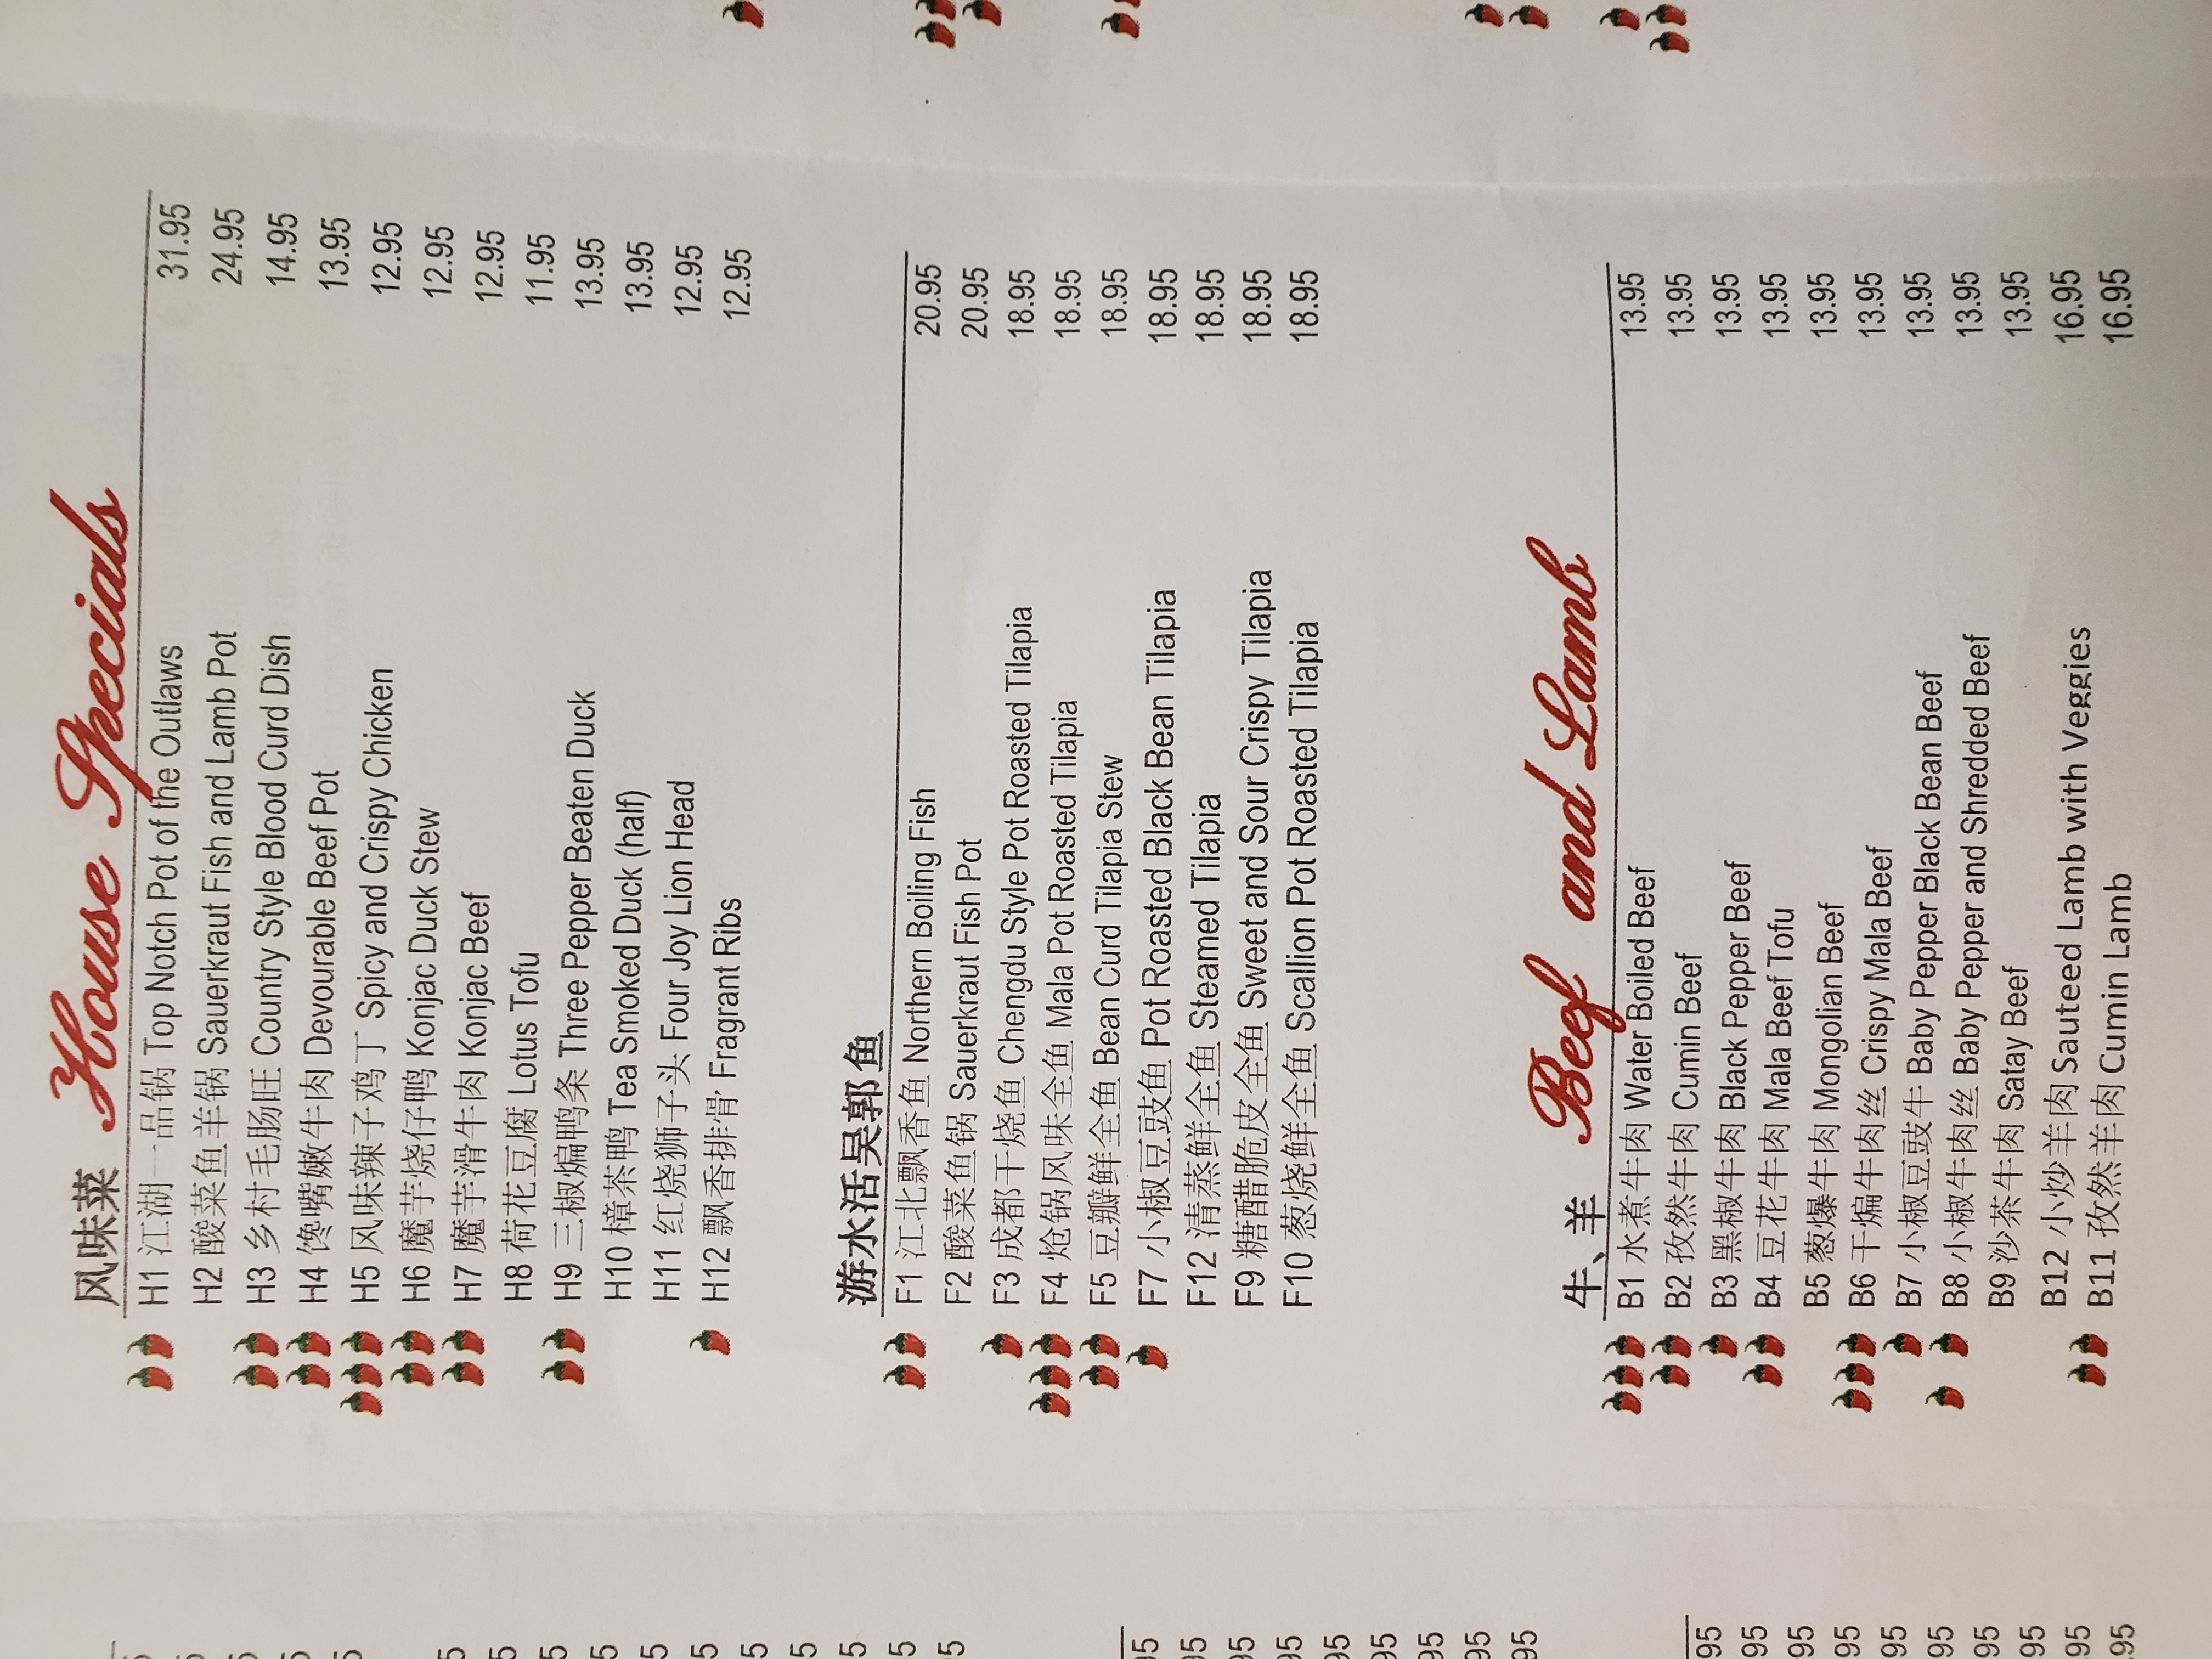 风味菜 House Specials
H1 江湖一品锅 Top Notch Pot of the Outlaws 31.95
H2 酸菜鱼羊锅 Sauerkraut Fish and Lamb Pot 24.95
H3 乡村毛肠旺 Country Style Blood Curd Dish 14.95
H4 馋嘴嫩牛肉 Devourable Beef Pot 13.95
H5 风味辣子鸡丁 Spicy and Crispy Chicken 12.95
H6 魔芋烧仔鸭 Konjac Duck Stew 12.95
H7 魔芋滑牛肉 Konjac Beef 12.95
H8 荷花豆腐 Lotus Tofu 11.95
H9 三椒煸鸭条 Three Pepper Beaten Duck 13.95
H10 樟茶鸭 Tea Smoked Duck (half) 13.95
H11 红烧狮子头 Four Joy Lion Head 12.95
H12 飘香排骨 Fragrant Ribs 12.95
游水活吴郭鱼
F1 江北飘香鱼 Northern Boiling Fish 20.95
F2 酸菜鱼锅 Sauerkraut Fish Pot 20.95
F3 成都干烧鱼 Chengdu Style Pot Roasted Tilapia 18.95
F4 炝锅风味全鱼 Mala Pot Roasted Tilapia 18.95
F5 豆瓣鲜全鱼 Bean Curd Tilapia Stew 18.95
F7 小椒豆豉鱼 Pot Roasted Black Bean Tilapia 18.95
F12 清蒸鲜全鱼 Steamed Tilapia 18.95
F9 糖醋脆皮全鱼 Sweet and Sour Crispy Tilapia 18.95
F10 葱烧鲜全鱼 Scallion Pot Roasted Tilapia 18.95
牛、羊 Beef and Lamb
B1 水煮牛肉 Water Boiled Beef 13.95
B2 孜然牛肉 Cumin Beef 13.95
B3 黑椒牛肉 Black Pepper Beef 13.95
B4 豆花牛肉 Mala Beef Tofu 13.95
B5 葱爆牛肉 Mongolian Beef 13.95
B6 干煸牛肉丝 Crispy Mala Beef 13.95
B7 小椒豆豉牛 Baby Pepper Black Bean Beef 13.95
B8 小椒牛肉丝 Baby Pepper and Shredded Beef 13.95
B9 沙茶牛肉 Satay Beef 13.95
B12 小炒羊肉 Sauteed Lamb with Veggies 16.95
B11 孜然羊肉 Cumin Lamb 16.95